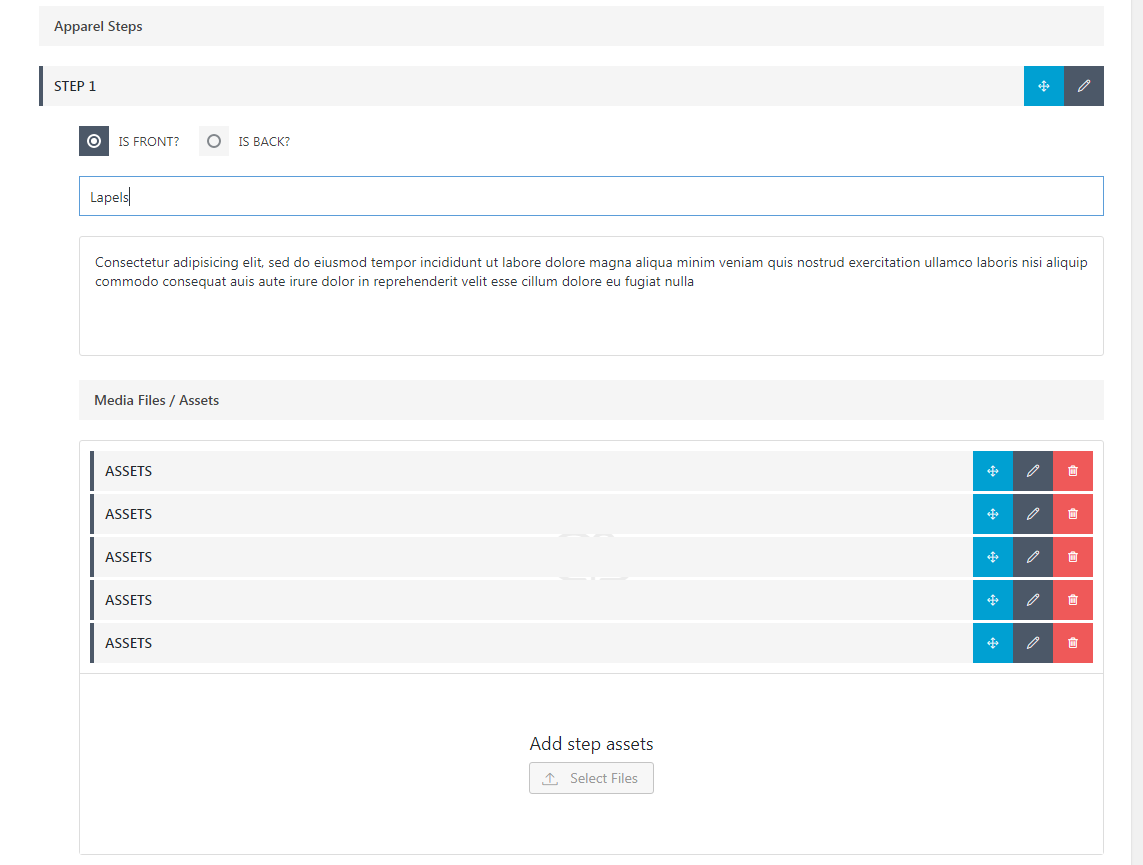 Apparel Steps
STEP 1
IS FRONT? IS BACK?
Lapels
Consectetur adipisicing elit, sed do eiusmod tempor incididunt ut labore dolore magna aliqua minim veniam quis nostrud exercitation ullamco laboris nisi aliquip
commodo consequat auis aute irure dolor in reprehenderit velit esse cillum dolore eu fugiat nulla
Media Files / Assets
ASSETS
ASSETS
ASSETS
ASSETS
ASSETS
Add step assets
Select Files